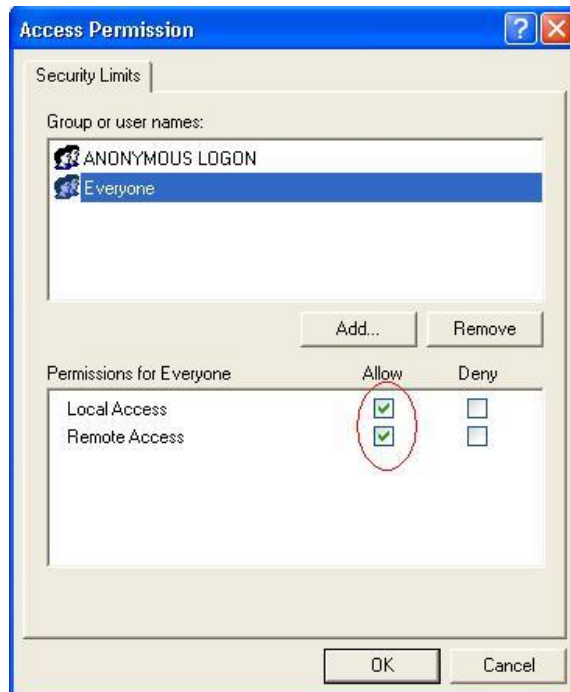 Access Permission
Security Limits
Group or user names:
ANONYMOUS LOGON
Everyone
Add... Remove
Permissions for Everyone Allow Deny
Local Access
Remote Access
OK Cancel